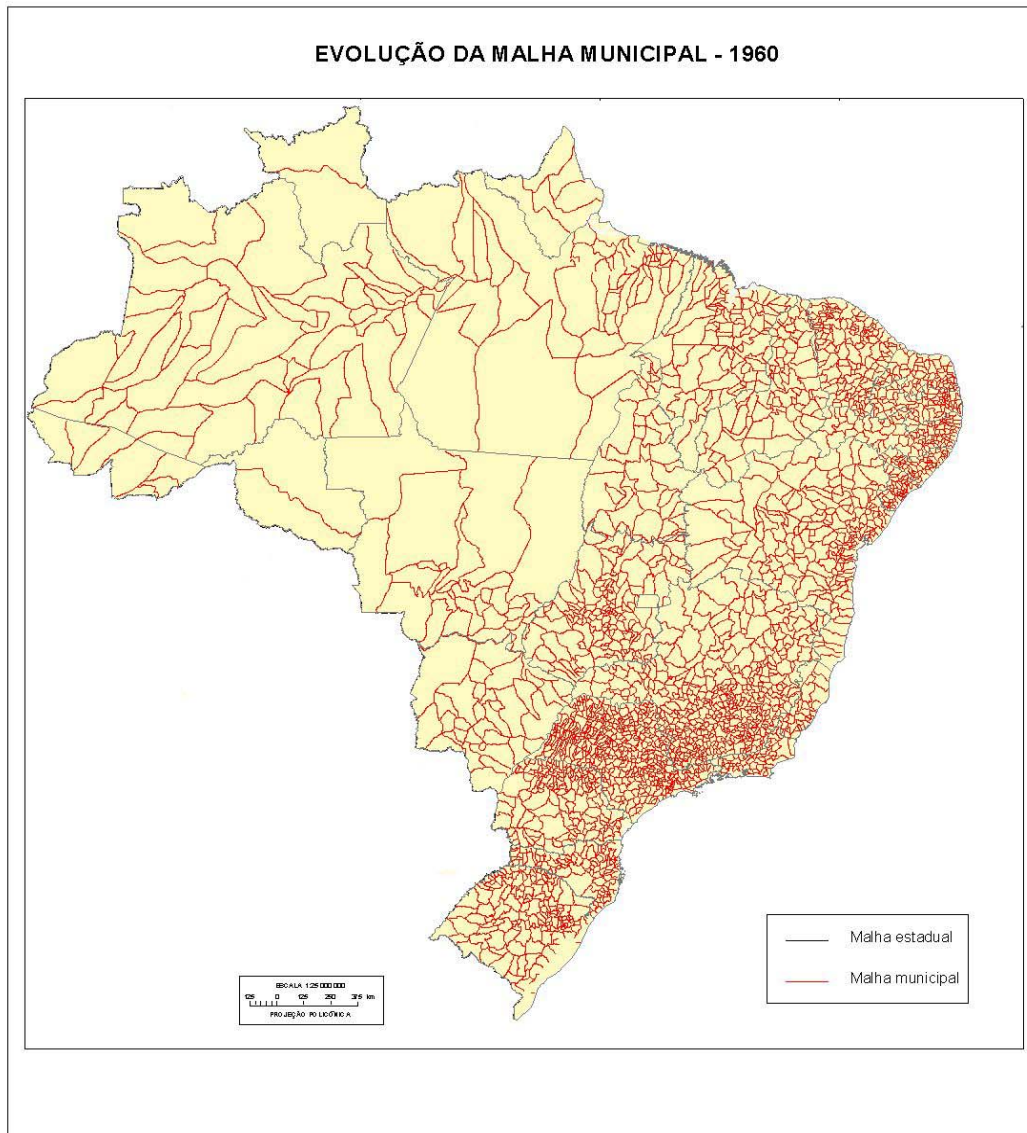 EVOLUÇÃO DA MALHA MUNICIPAL - 1960
Malha estadual
Malha municipal
ESCALA 1:25 000 000
125 0 125 250 375 km
PROJEÇÃO POLICÔNICA